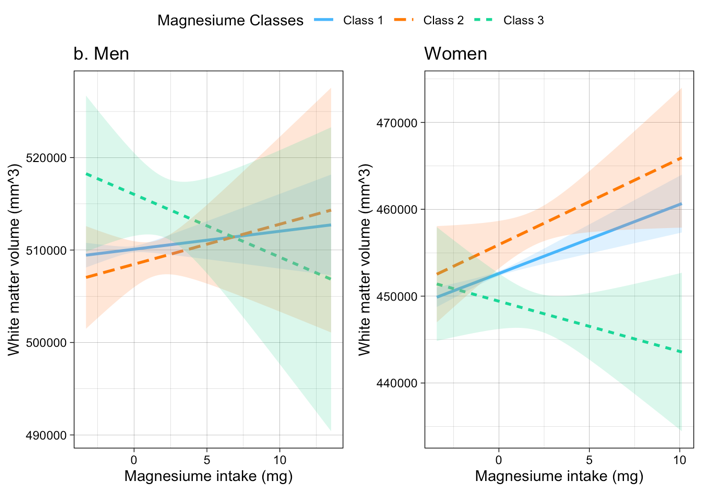 Magnesiume Classes Class 1 Class 2 Class 3
b. Men
Women
White matter volume (mm^3)
520000
510000
500000
490000
0 5 10
Magnesiume intake (mg)
White matter volume (mm^3)
470000
460000
450000
440000
0 5 10
Magnesiume intake (mg)